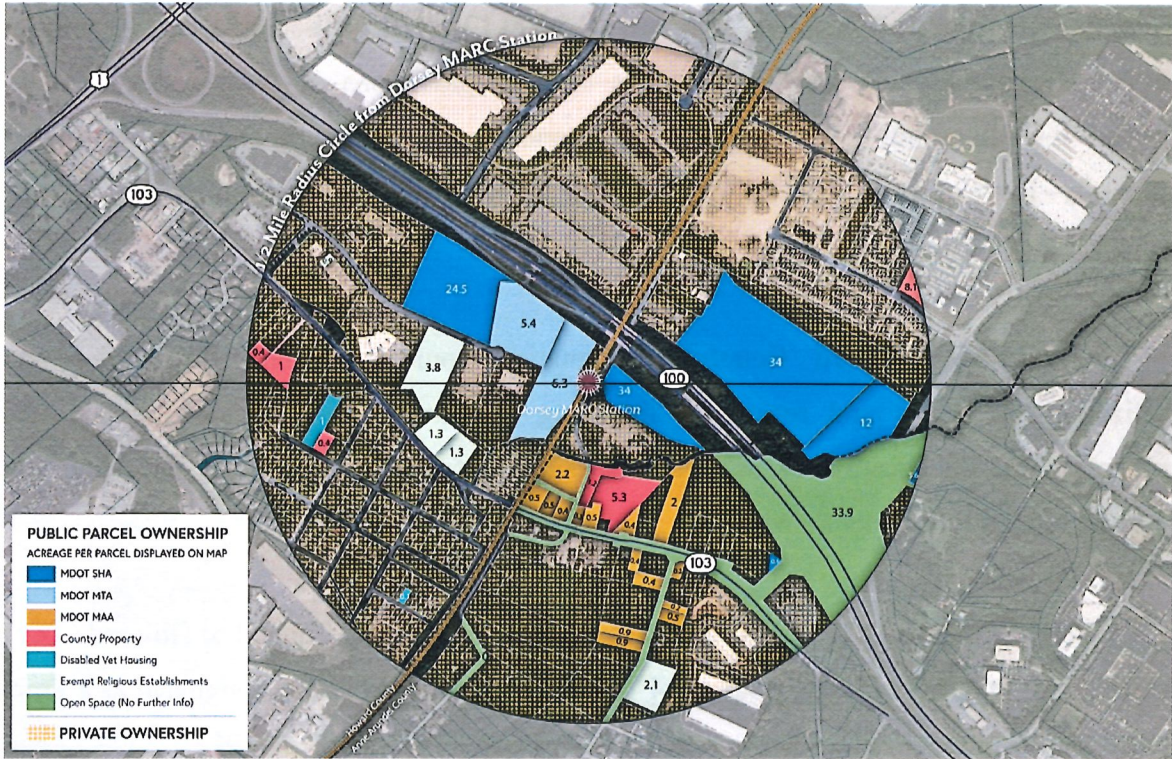 1
103
1/2 Mile Radius Circle from Dorsey MARC Station
24.5
5.4
3.8
6.3
34
34
100
12
8.1
0.4
1
1
0.4
1.3
1.3
Dorsey MARC Station
2.2
5.3
2
0.5
0.5
0.4
0.5
0.4
33.9
103
0.4
0.5
0.9
0.9
2.1
Howard County
Anne Arundel County
PUBLIC PARCEL OWNERSHIP
ACREAGE PER PARCEL DISPLAYED ON MAP
MDOT SHA
MDOT MTA
MDOT MAA
County Property
Disabled Vet Housing
Exempt Religious Establishments
Open Space (No Further Info)
PRIVATE OWNERSHIP